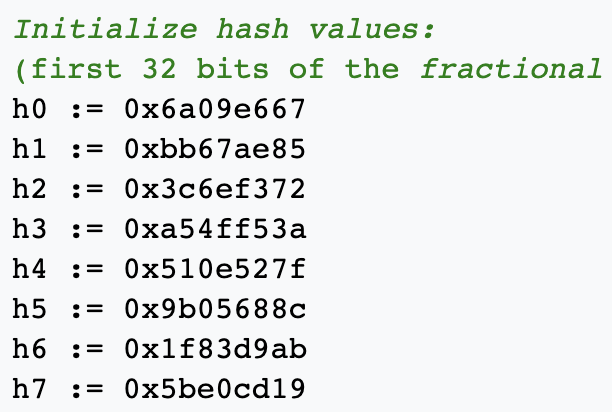 Initialize hash values:
(first 32 bits of the fractional
h0 := 0x6a09e667
h1 := 0xbb67ae85
h2 := 0x3c6ef372
h3 := 0xa54ff53a
h4 := 0x510e527f
h5 := 0x9b05688c
h6 := 0x1f83d9ab
h7 := 0x5be0cd19